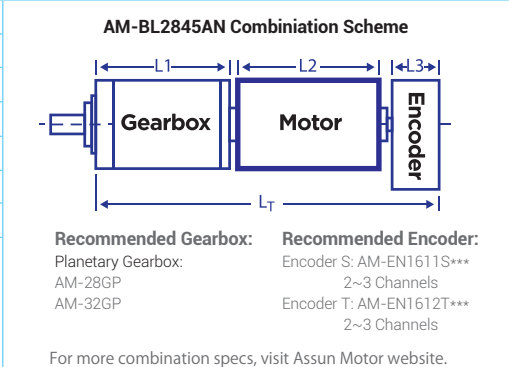 AM-BL2845AN Combiniation Scheme
L1 L2 L3
Gearbox Motor Encoder
LT
Recommended Gearbox: Recommended Encoder:
Planetary Gearbox: Encoder S: AM-EN1611S***
AM-28GP 2~3 Channels
AM-32GP Encoder T: AM-EN1612T***
2~3 Channels
For more combination specs, visit Assun Motor website.